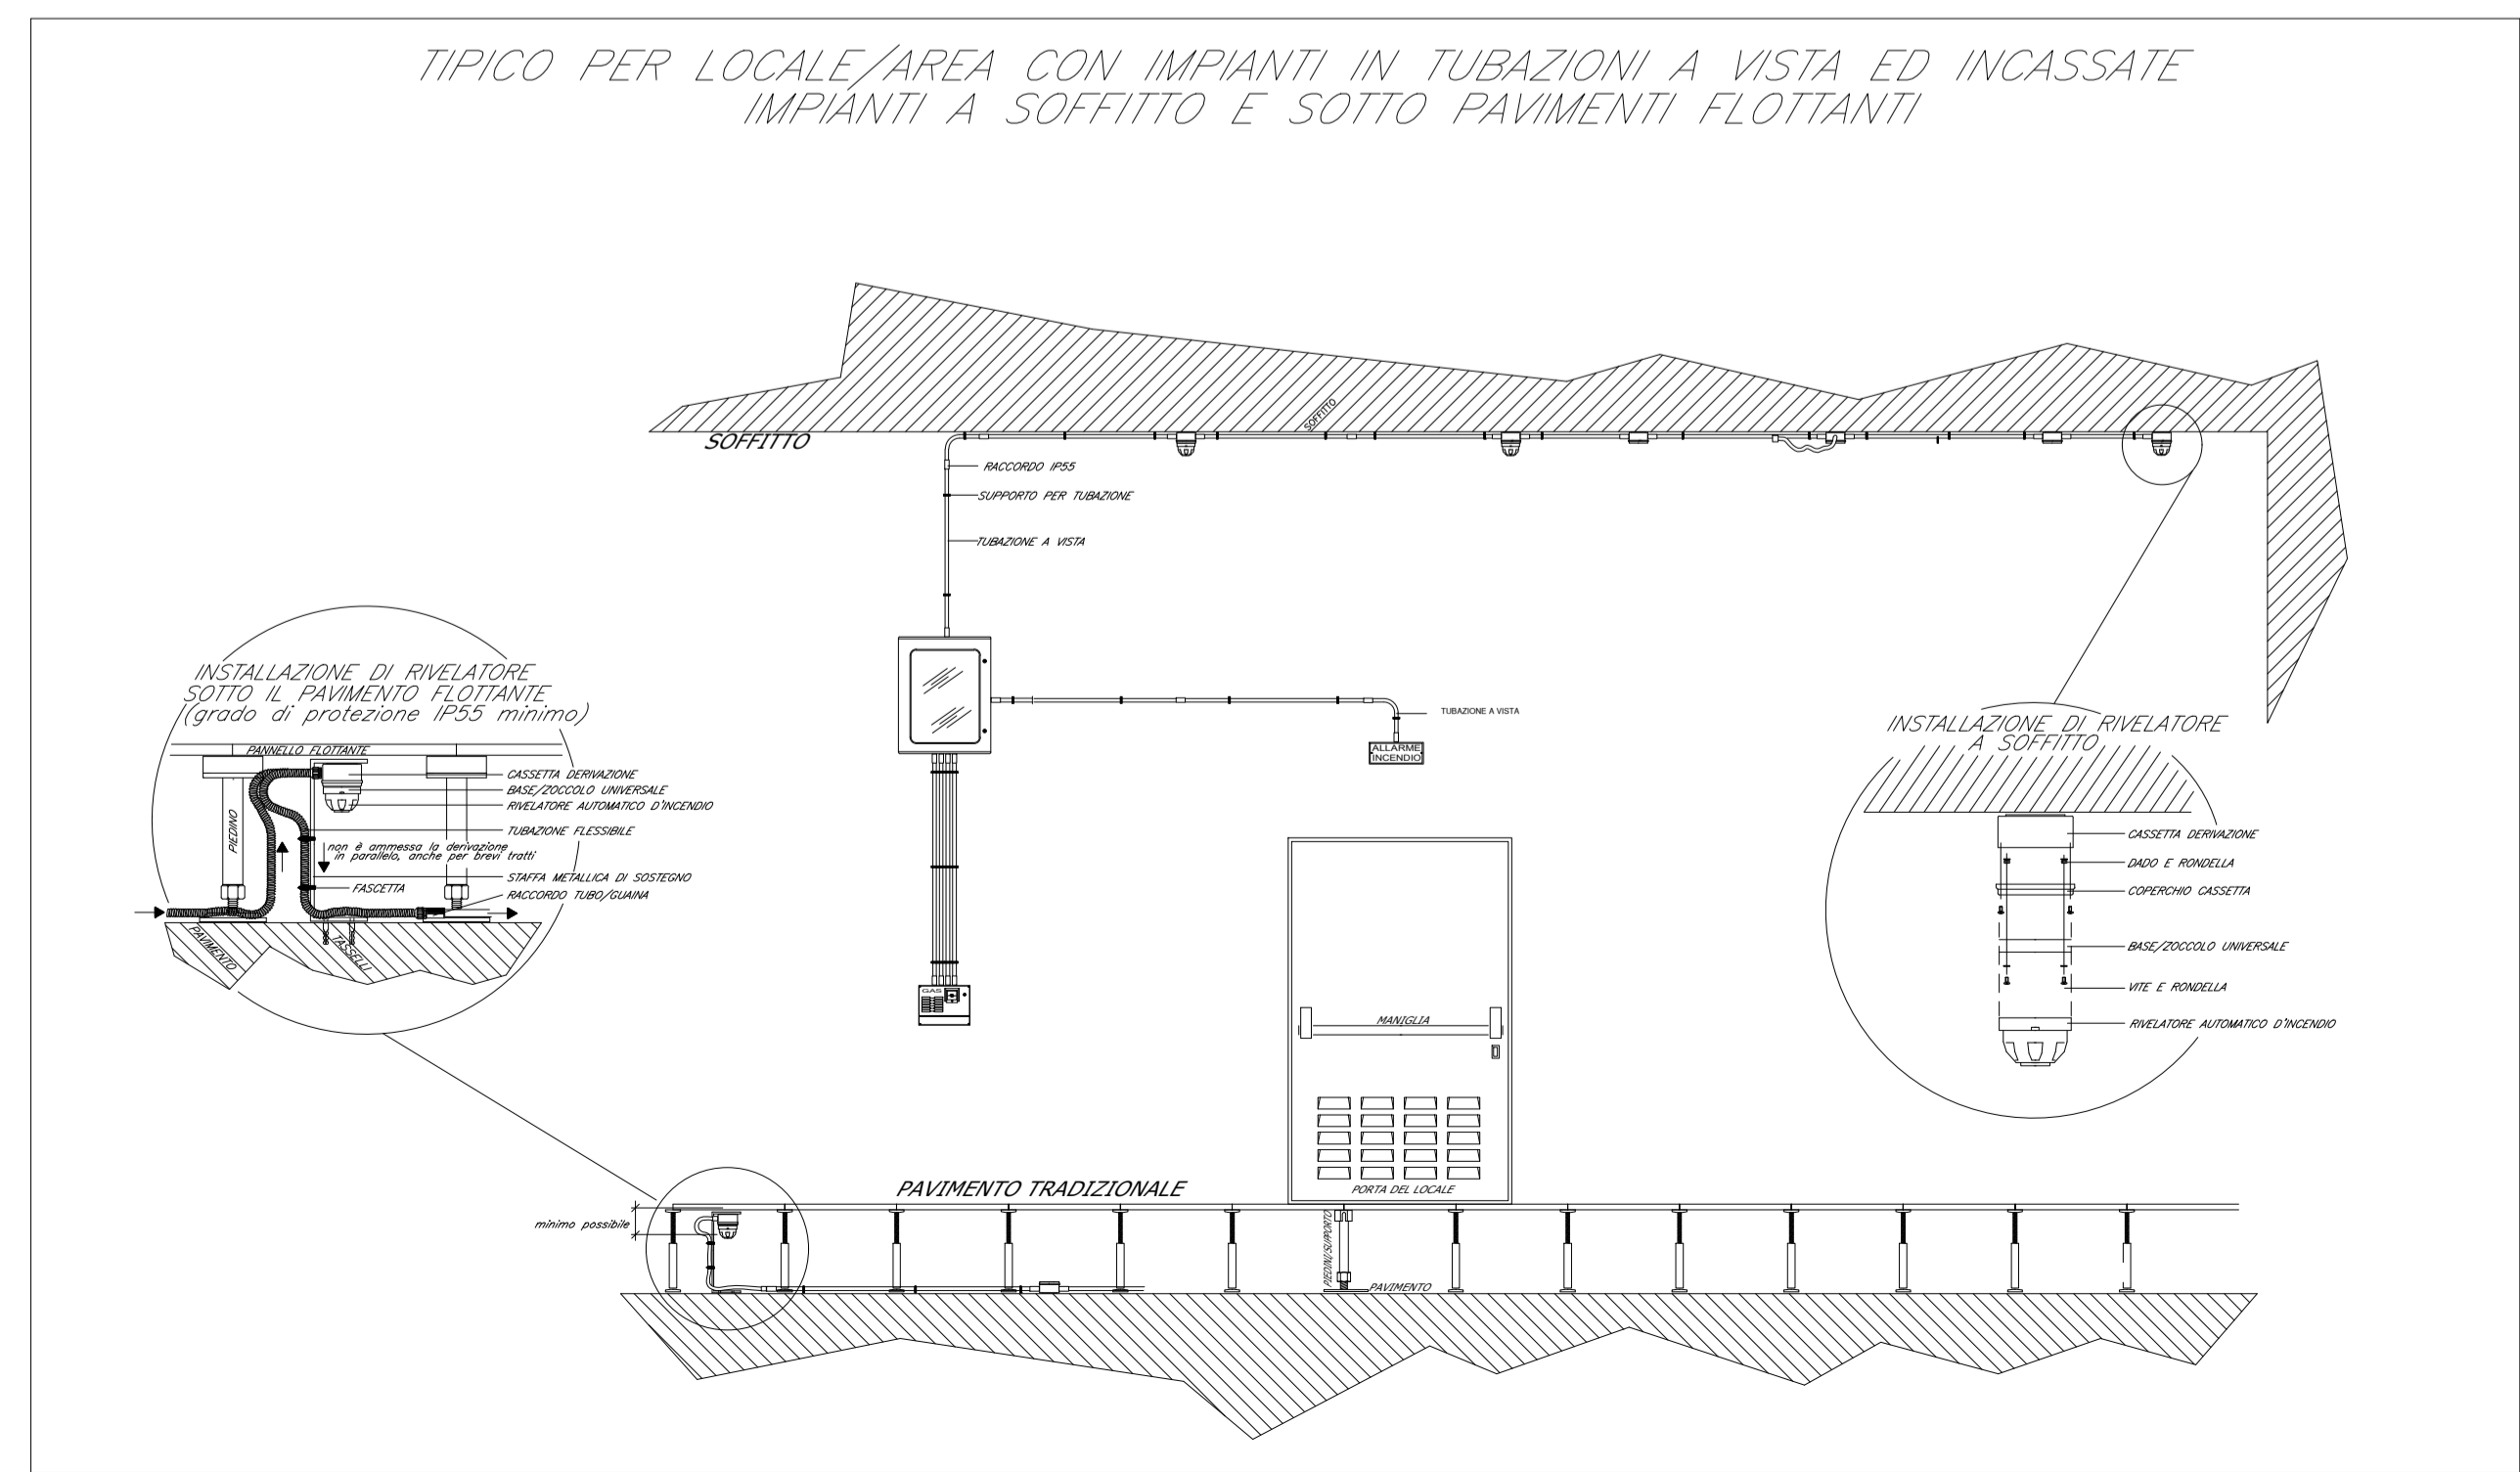 TIPICO PER LOCALE/AREA CON IMPIANTI IN TUBAZIONI A VISTA ED INCASSATE
IMPIANTI A SOFFITTO E SOTTO PAVIMENTI FLOTTANTI
SOFFITTO
SOFFITTO
RACCORDO IP55
SUPPORTO PER TUBAZIONE
TUBAZIONE A VISTA
TUBAZIONE A VISTA
ALLARME
INCENDIO
GAS
INSTALLAZIONE DI RIVELATORE
SOTTO IL PAVIMENTO FLOTTANTE
(grado di protezione IP55 minimo)
PANNELLO FLOTTANTE
CASSETTA DERIVAZIONE
BASE/ZOCCOLO UNIVERSALE
RIVELATORE AUTOMATICO D'INCENDIO
PIEDINO
TUBAZIONE FLESSIBILE
non è ammessa la derivazione
in parallelo, anche per brevi tratti
STAFFA METALLICA DI SOSTEGNO
FASCETTA
RACCORDO TUBO/GUAINA
PAVIMENTO
TASSELLI
INSTALLAZIONE DI RIVELATORE
A SOFFITTO
CASSETTA DERIVAZIONE
DADO E RONDELLA
COPERCHIO CASSETTA
BASE/ZOCCOLO UNIVERSALE
VITE E RONDELLA
RIVELATORE AUTOMATICO D'INCENDIO
MANIGLIA
PORTA DEL LOCALE
PAVIMENTO TRADIZIONALE
minimo possibile
PIEDINI/SUPPORTO
PAVIMENTO